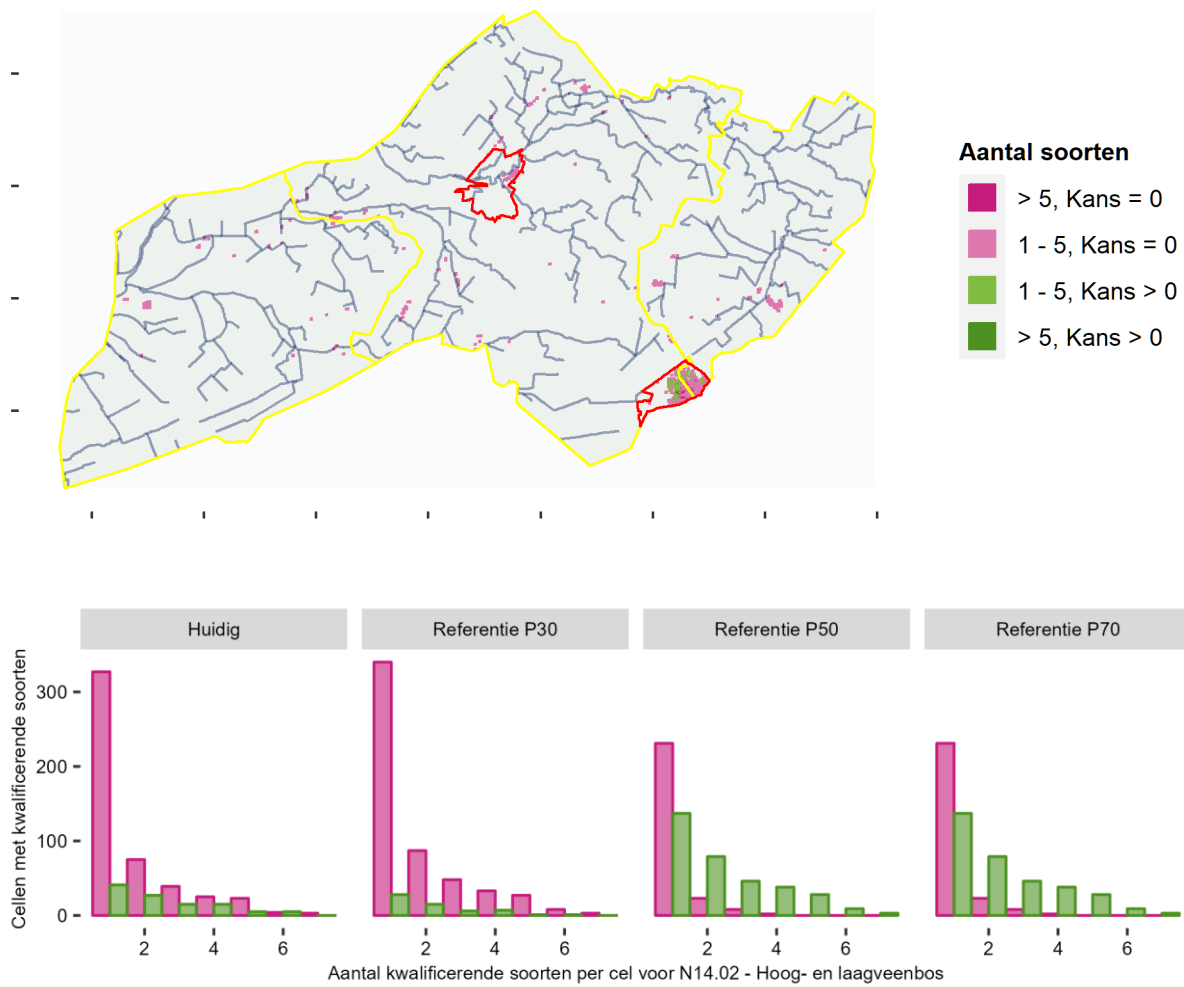 Aantal soorten
> 5, Kans = 0
1 - 5, Kans = 0
1 - 5, Kans > 0
> 5, Kans > 0
Huidig
Referentie P30
Referentie P50
Referentie P70
Cellen met kwalificerende soorten
300
200
100
0
2 4 6
2 4 6
2 4 6
2 4 6
Aantal kwalificerende soorten per cel voor N14.02 - Hoog- en laagveenbos